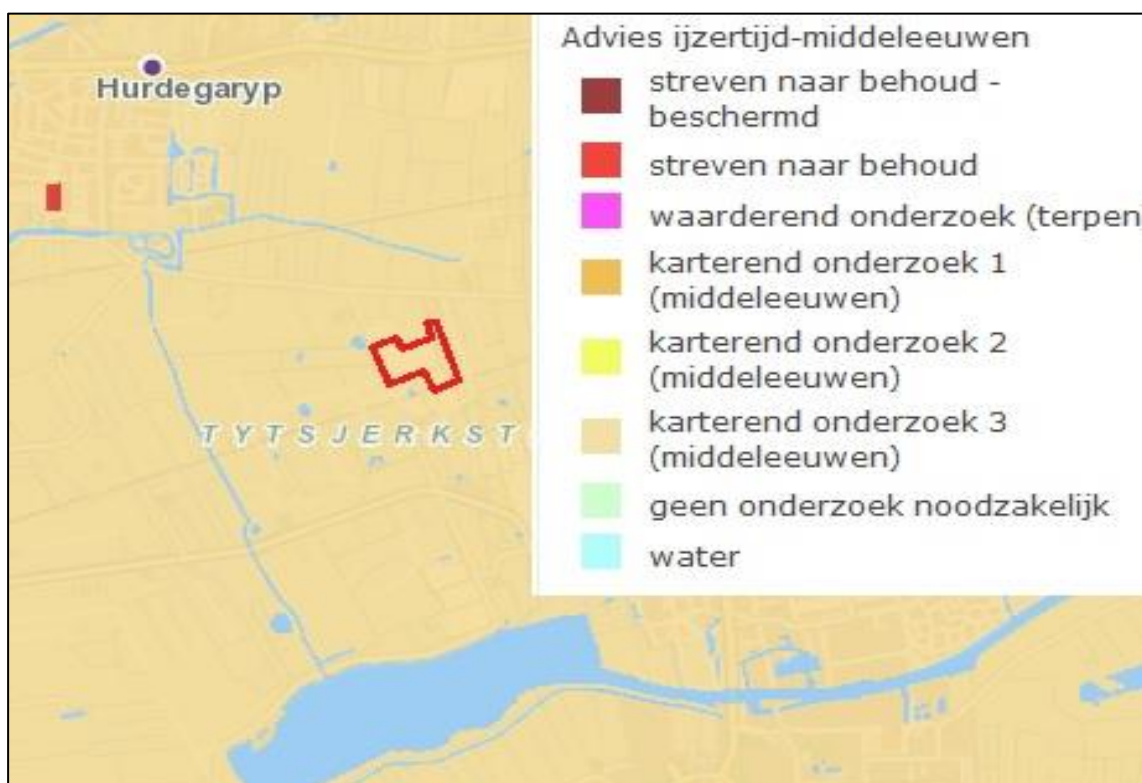 Advies ijzertijd-middeleeuwen
streven naar behoud -
beschermd
streven naar behoud
waarderend onderzoek (terpen)
karterend onderzoek 1
(middeleeuwen)
karterend onderzoek 2
(middeleeuwen)
karterend onderzoek 3
(middeleeuwen)
geen onderzoek noodzakelijk
water
Hurdegaryp
TYTSJERKST